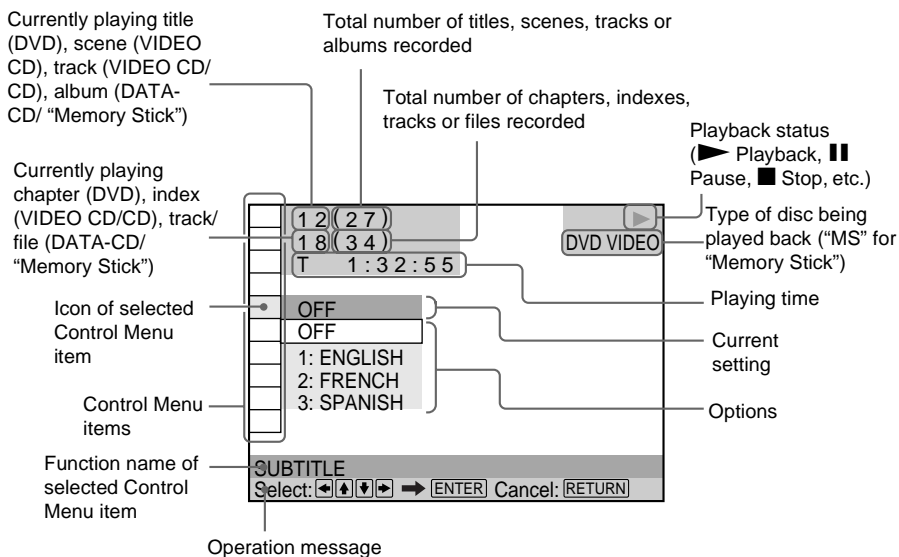 Currently playing title
(DVD), scene (VIDEO
CD), track (VIDEO CD/
CD), album (DATA-
CD/ “Memory Stick”)
Total number of titles, scenes, tracks or
albums recorded
Total number of chapters, indexes,
tracks or files recorded
Playback status
(▶ Playback, ❚❚
Pause, ■ Stop, etc.)
Currently playing
chapter (DVD), index
(VIDEO CD/CD), track/
file (DATA-CD/
“Memory Stick”)
Type of disc being
played back (“MS” for
“Memory Stick”)
Playing time
Icon of selected
Control Menu
item
Current
setting
Control Menu
items
Options
Function name of
selected Control
Menu item
Operation message
1 2 ( 2 7 )
▶
1 8 ( 3 4 )
DVD VIDEO
T 1 : 3 2 : 5 5
OFF
OFF
1: ENGLISH
2: FRENCH
3: SPANISH
SUBTITLE
Select: ← ↑ ↓ → ➡ ENTER Cancel: RETURN